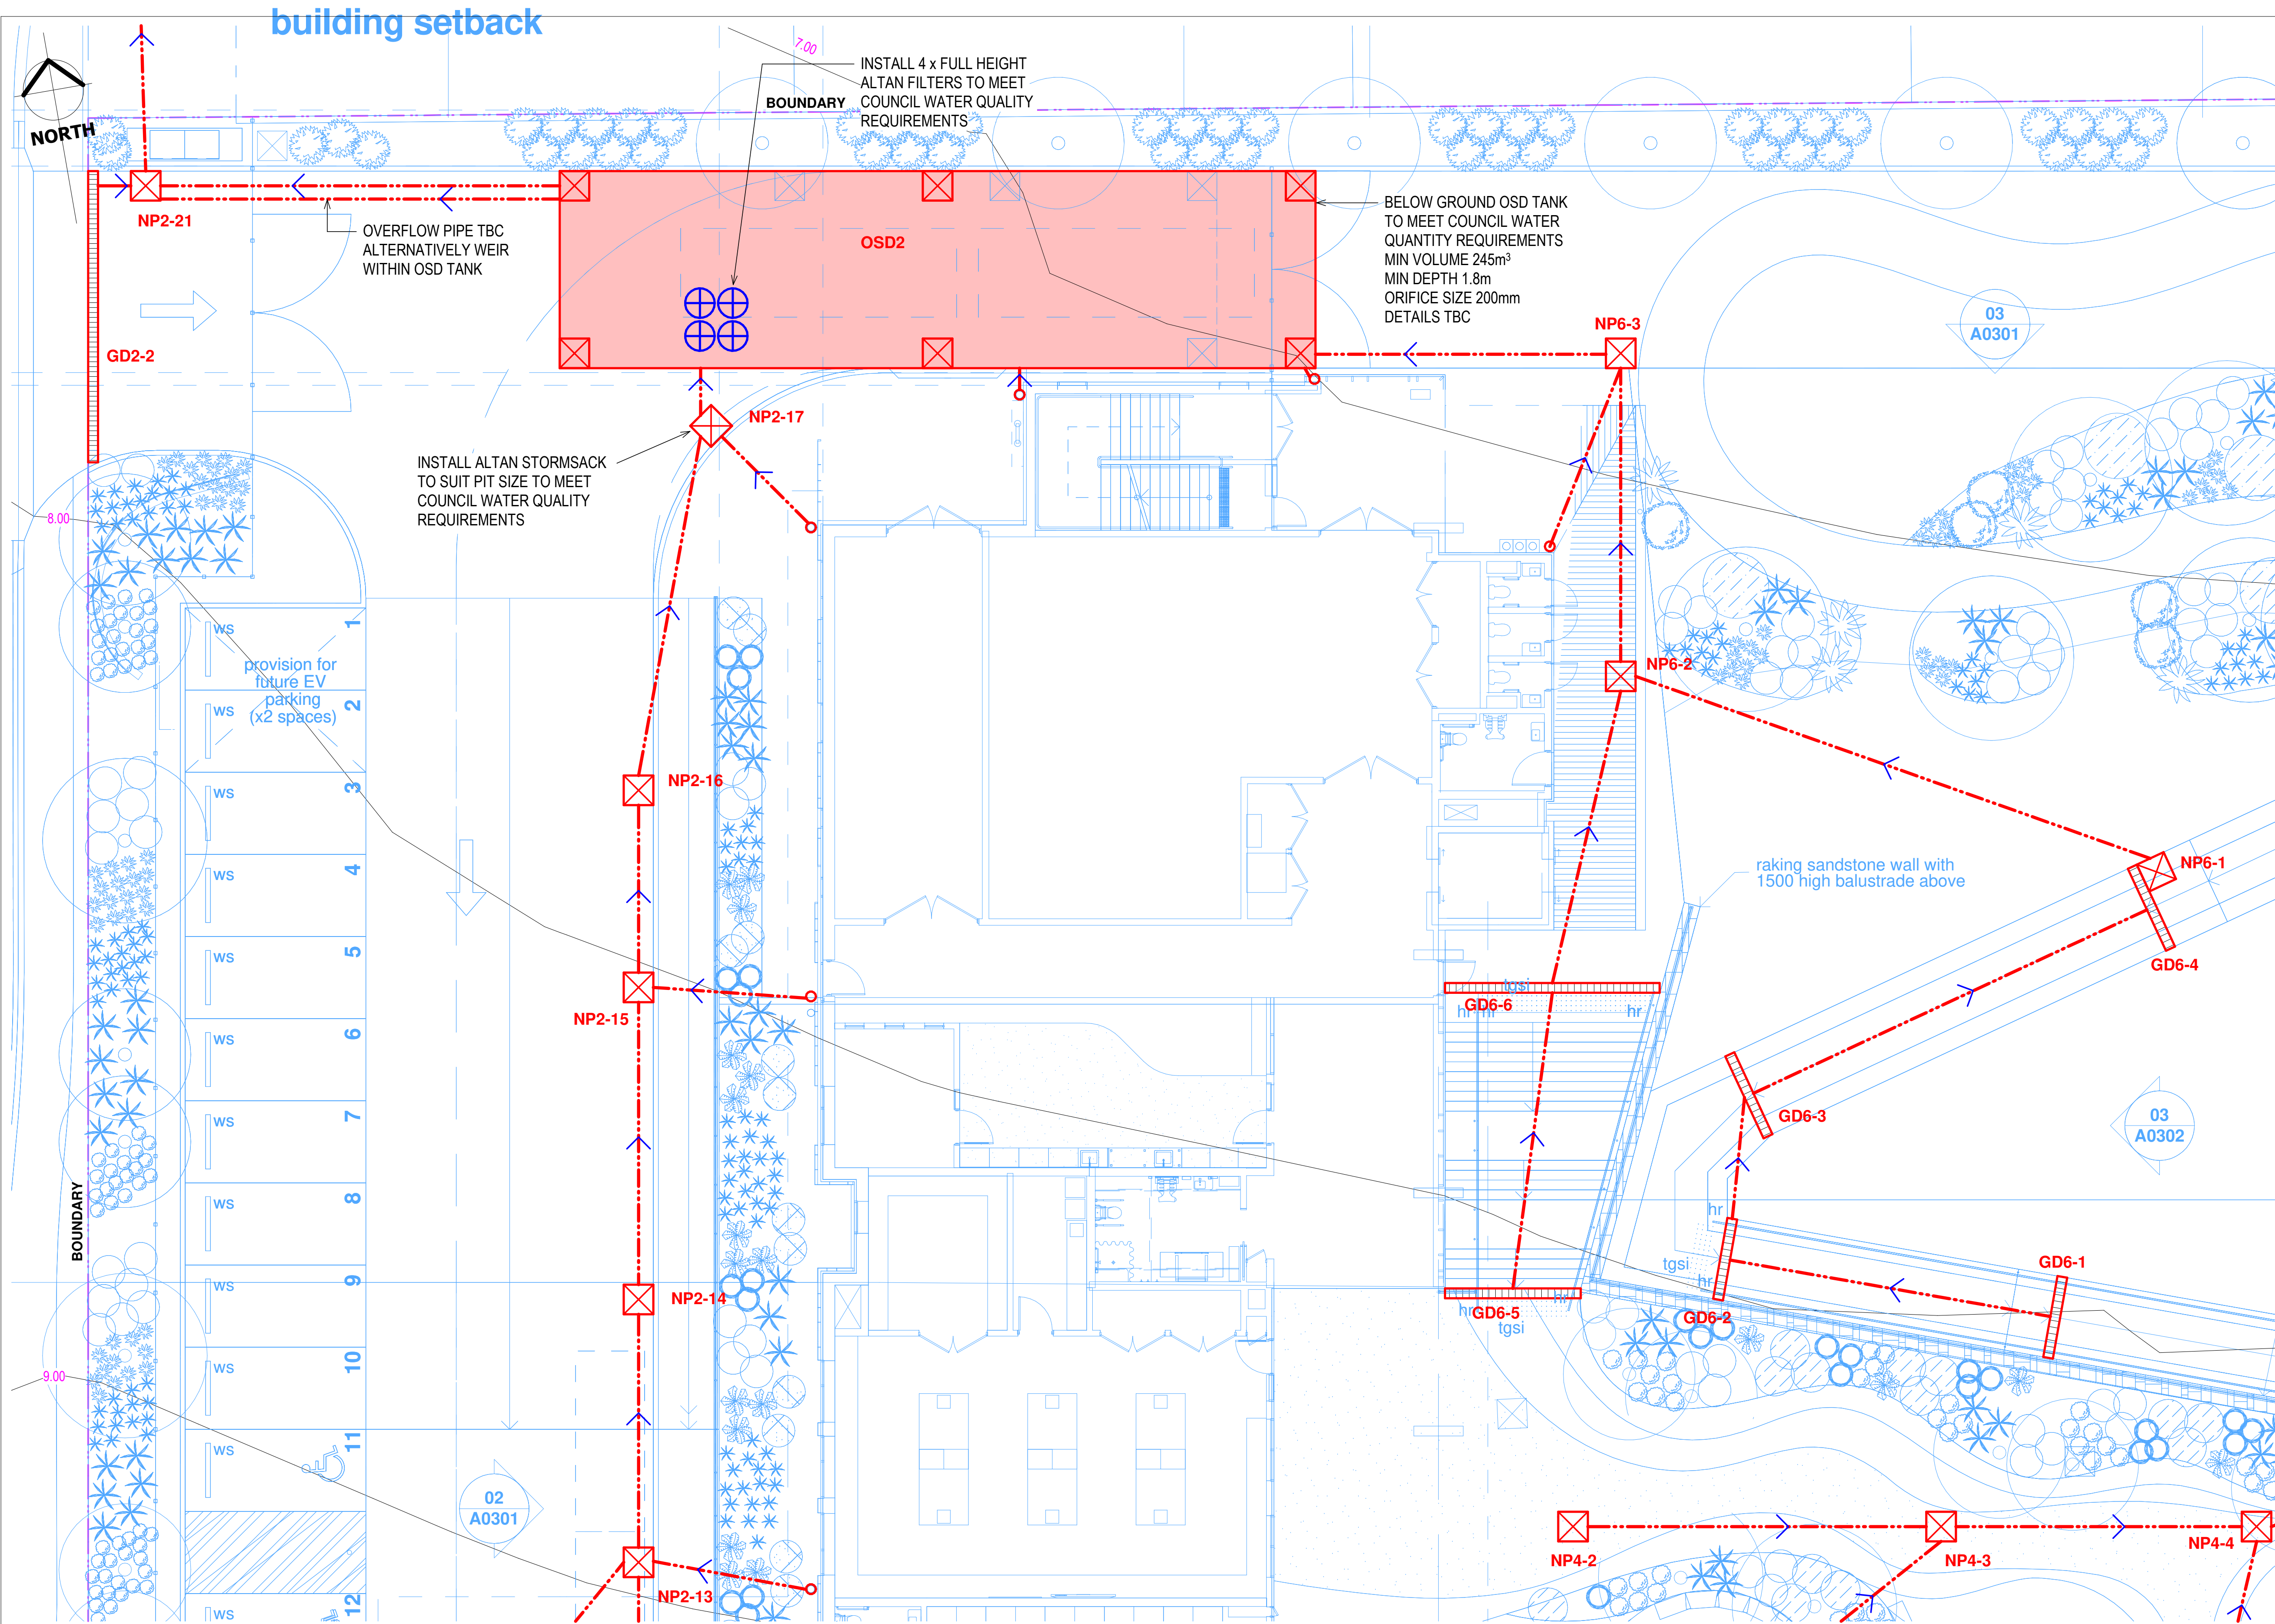 building setback
7.00
INSTALL 4 x FULL HEIGHT
ALTAN FILTERS TO MEET
COUNCIL WATER QUALITY
REQUIREMENTS
BOUNDARY
NORTH
NP2-21
OVERFLOW PIPE TBC
ALTERNATIVELY WEIR
WITHIN OSD TANK
OSD2
BELOW GROUND OSD TANK
TO MEET COUNCIL WATER
QUANTITY REQUIREMENTS
MIN VOLUME 245m³
MIN DEPTH 1.8m
ORIFICE SIZE 200mm
DETAILS TBC
NP6-3
03
A0301
GD2-2
NP2-17
INSTALL ALTAN STORMSACK
TO SUIT PIT SIZE TO MEET
COUNCIL WATER QUALITY
REQUIREMENTS
8.00
WS
1
provision for
future EV
parking
(x2 spaces)
WS
2
NP6-2
NP2-16
WS
3
WS
4
raking sandstone wall with
1500 high balustrade above
NP6-1
WS
5
GD6-4
tgsi
GD6-6
hr
hr
hr
NP2-15
WS
6
WS
7
GD6-3
03
A0302
BOUNDARY
WS
8
hr
tgsi
hr
GD6-1
WS
9
NP2-14
hr
GD6-5
hr
tgsi
GD6-2
9.00
WS
10
WS
11
02
A0301
NP4-2
NP4-3
NP4-4
NP2-13
WS
12